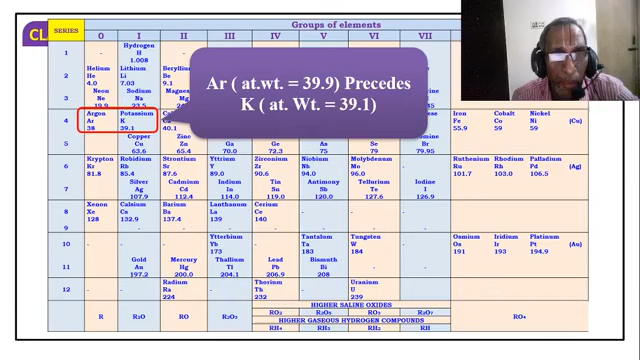 CL
SERIES
Groups of elements
0 I II III IV V VI VII
1 - Hydrogen H 1.008
2 Helium He 4.0 Lithium Li 7.03 Be 9.1
3 Neon Ne 19.9 Sodium Na 23.5
Ar ( at.wt. = 39.9) Precedes
K ( at. Wt. = 39.1)
4 Argon Ar 38 Potassium K 39.1 40.1 Iron Fe 55.9 Cobalt Co 59 Nickel Ni 59 (Cu)
5 Copper Cu 63.6 Zinc Zn 65.4 Ga 70.0 Ge 72.3 As 75 Se 79 Br 79.95
6 Krypton Kr 81.8 Robidium Rb 85.4 Strontium Sr 87.6 Yttrium Y 89.0 Zirconium Zr 90.6 Niobium Nb 94.0 Molybdenum Mo 96.0 - Ruthenium Ru 101.7 Rhodium Rh 103.0 Palladium Pd 106.5 (Ag)
7 Silver Ag 107.9 Cadmium Cd 112.4 Indium In 114.0 Tin Sn 119.0 Antimony Sb 120.0 Tellurium Te 127.6 Iodine I 126.9
8 Xenon Xe 128 Calsium Cs 132.9 Barium Ba 137.4 Lanthanum La 139 Cerium Ce 140 - - -
9 - - - - - - -
10 - - - Ytterbium Yb 173 - Tantalum Ta 183 Tungsten W 184 - Osmium Os 191 Iridium Ir 193 Platinum Pt 194.9 (Au)
11 Gold 197.2 Mercury Hg 200.0 Thallium Tl 204.1 Lead Pb 206.9 Bismuth Bi 208 - -
12 - - Radium Ra 224 - Thorium Th 232 - Uranium U 239
HIGHER SALINE OXIDES
R R₂O RO R₂O₃ RO₂ R₂O₅ RO₃ R₂O₇ RO₄
HIGHER GASEOUS HYDROGEN COMPOUNDS
RH₄ RH₃ RH₂ RH